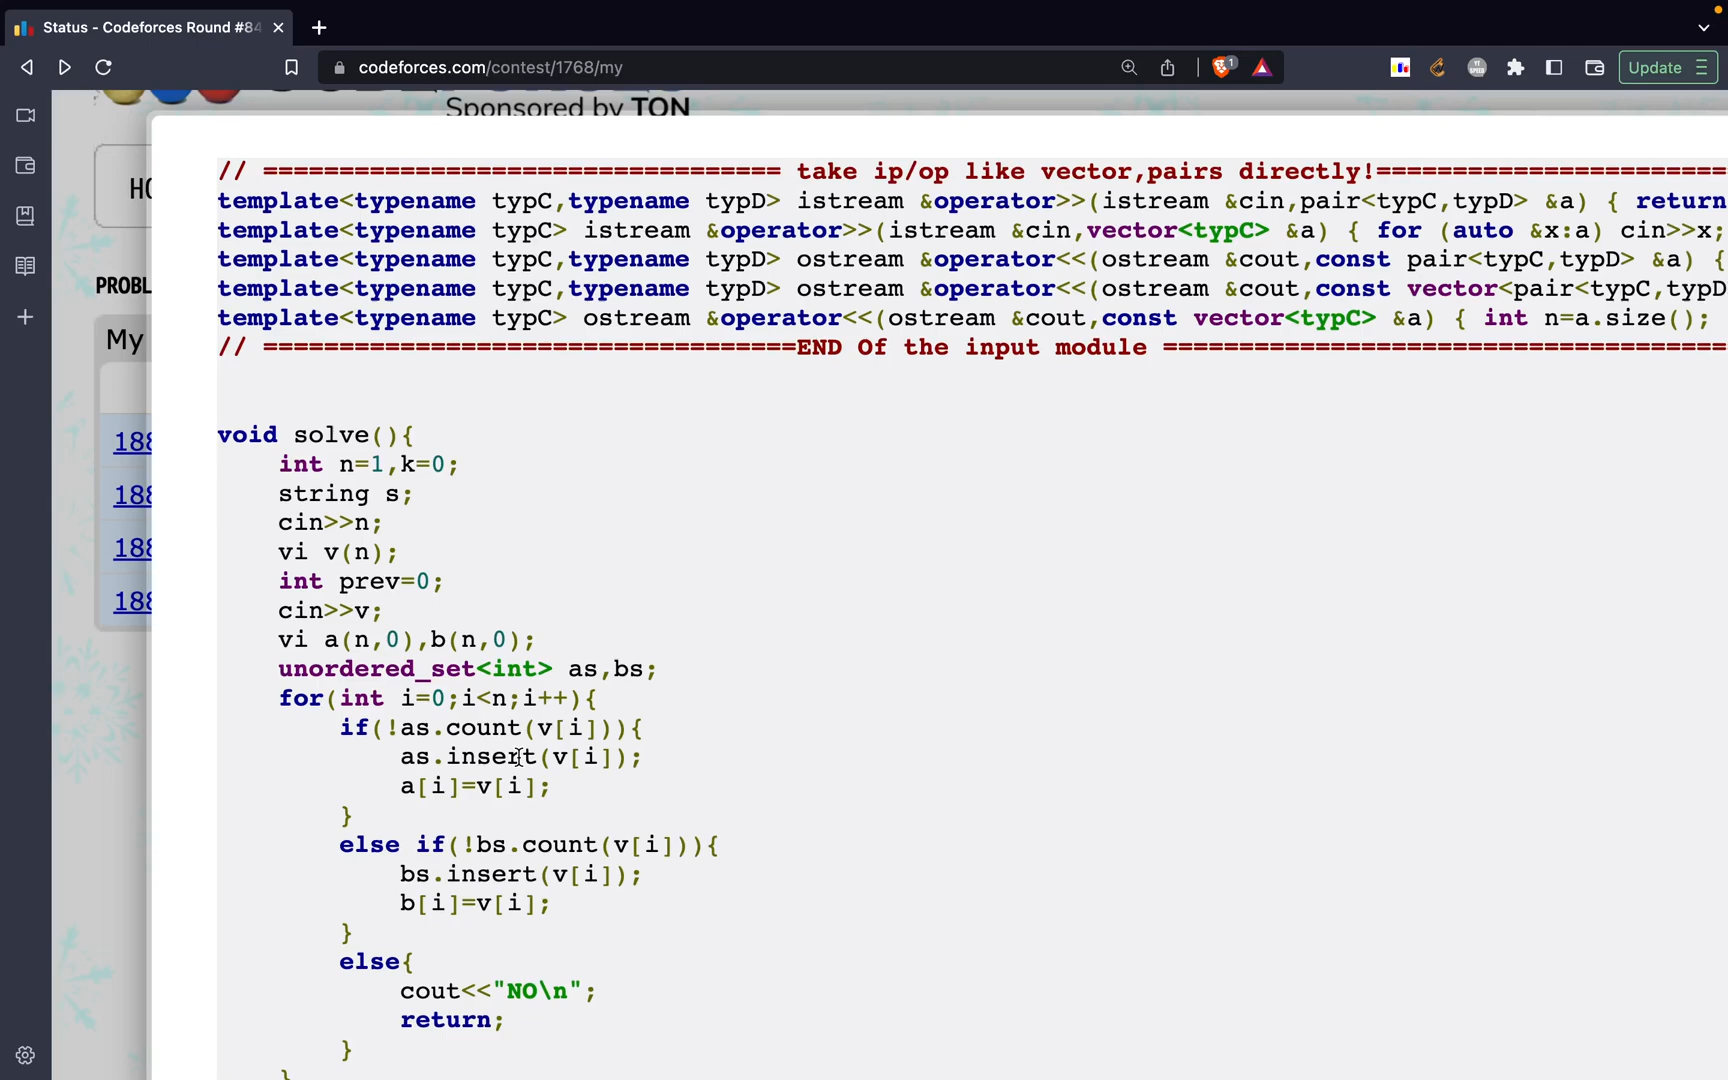 Status - Codeforces Round #84
codeforces.com/contest/1768/my
1
YT SPEED
Update
Sponsored by TON
HO
PROBL
My
188
188
188
188
// ================================== take ip/op like vector,pairs directly!=======================
template<typename typC,typename typD> istream &operator>>(istream &cin,pair<typC,typD> &a) { return
template<typename typC> istream &operator>>(istream &cin,vector<typC> &a) { for (auto &x:a) cin>>x;
template<typename typC,typename typD> ostream &operator<<(ostream &cout,const pair<typC,typD> &a) {
template<typename typC,typename typD> ostream &operator<<(ostream &cout,const vector<pair<typC,typD
template<typename typC> ostream &operator<<(ostream &cout,const vector<typC> &a) { int n=a.size();
// ===================================END Of the input module =====================================
void solve(){
int n=1,k=0;
string s;
cin>>n;
vi v(n);
int prev=0;
cin>>v;
vi a(n,0),b(n,0);
unordered_set<int> as,bs;
for(int i=0;i<n;i++){
if(!as.count(v[i])){
as.insert(v[i]);
a[i]=v[i];
}
else if(!bs.count(v[i])){
bs.insert(v[i]);
b[i]=v[i];
}
else{
cout<<"NO\n";
return;
}
}